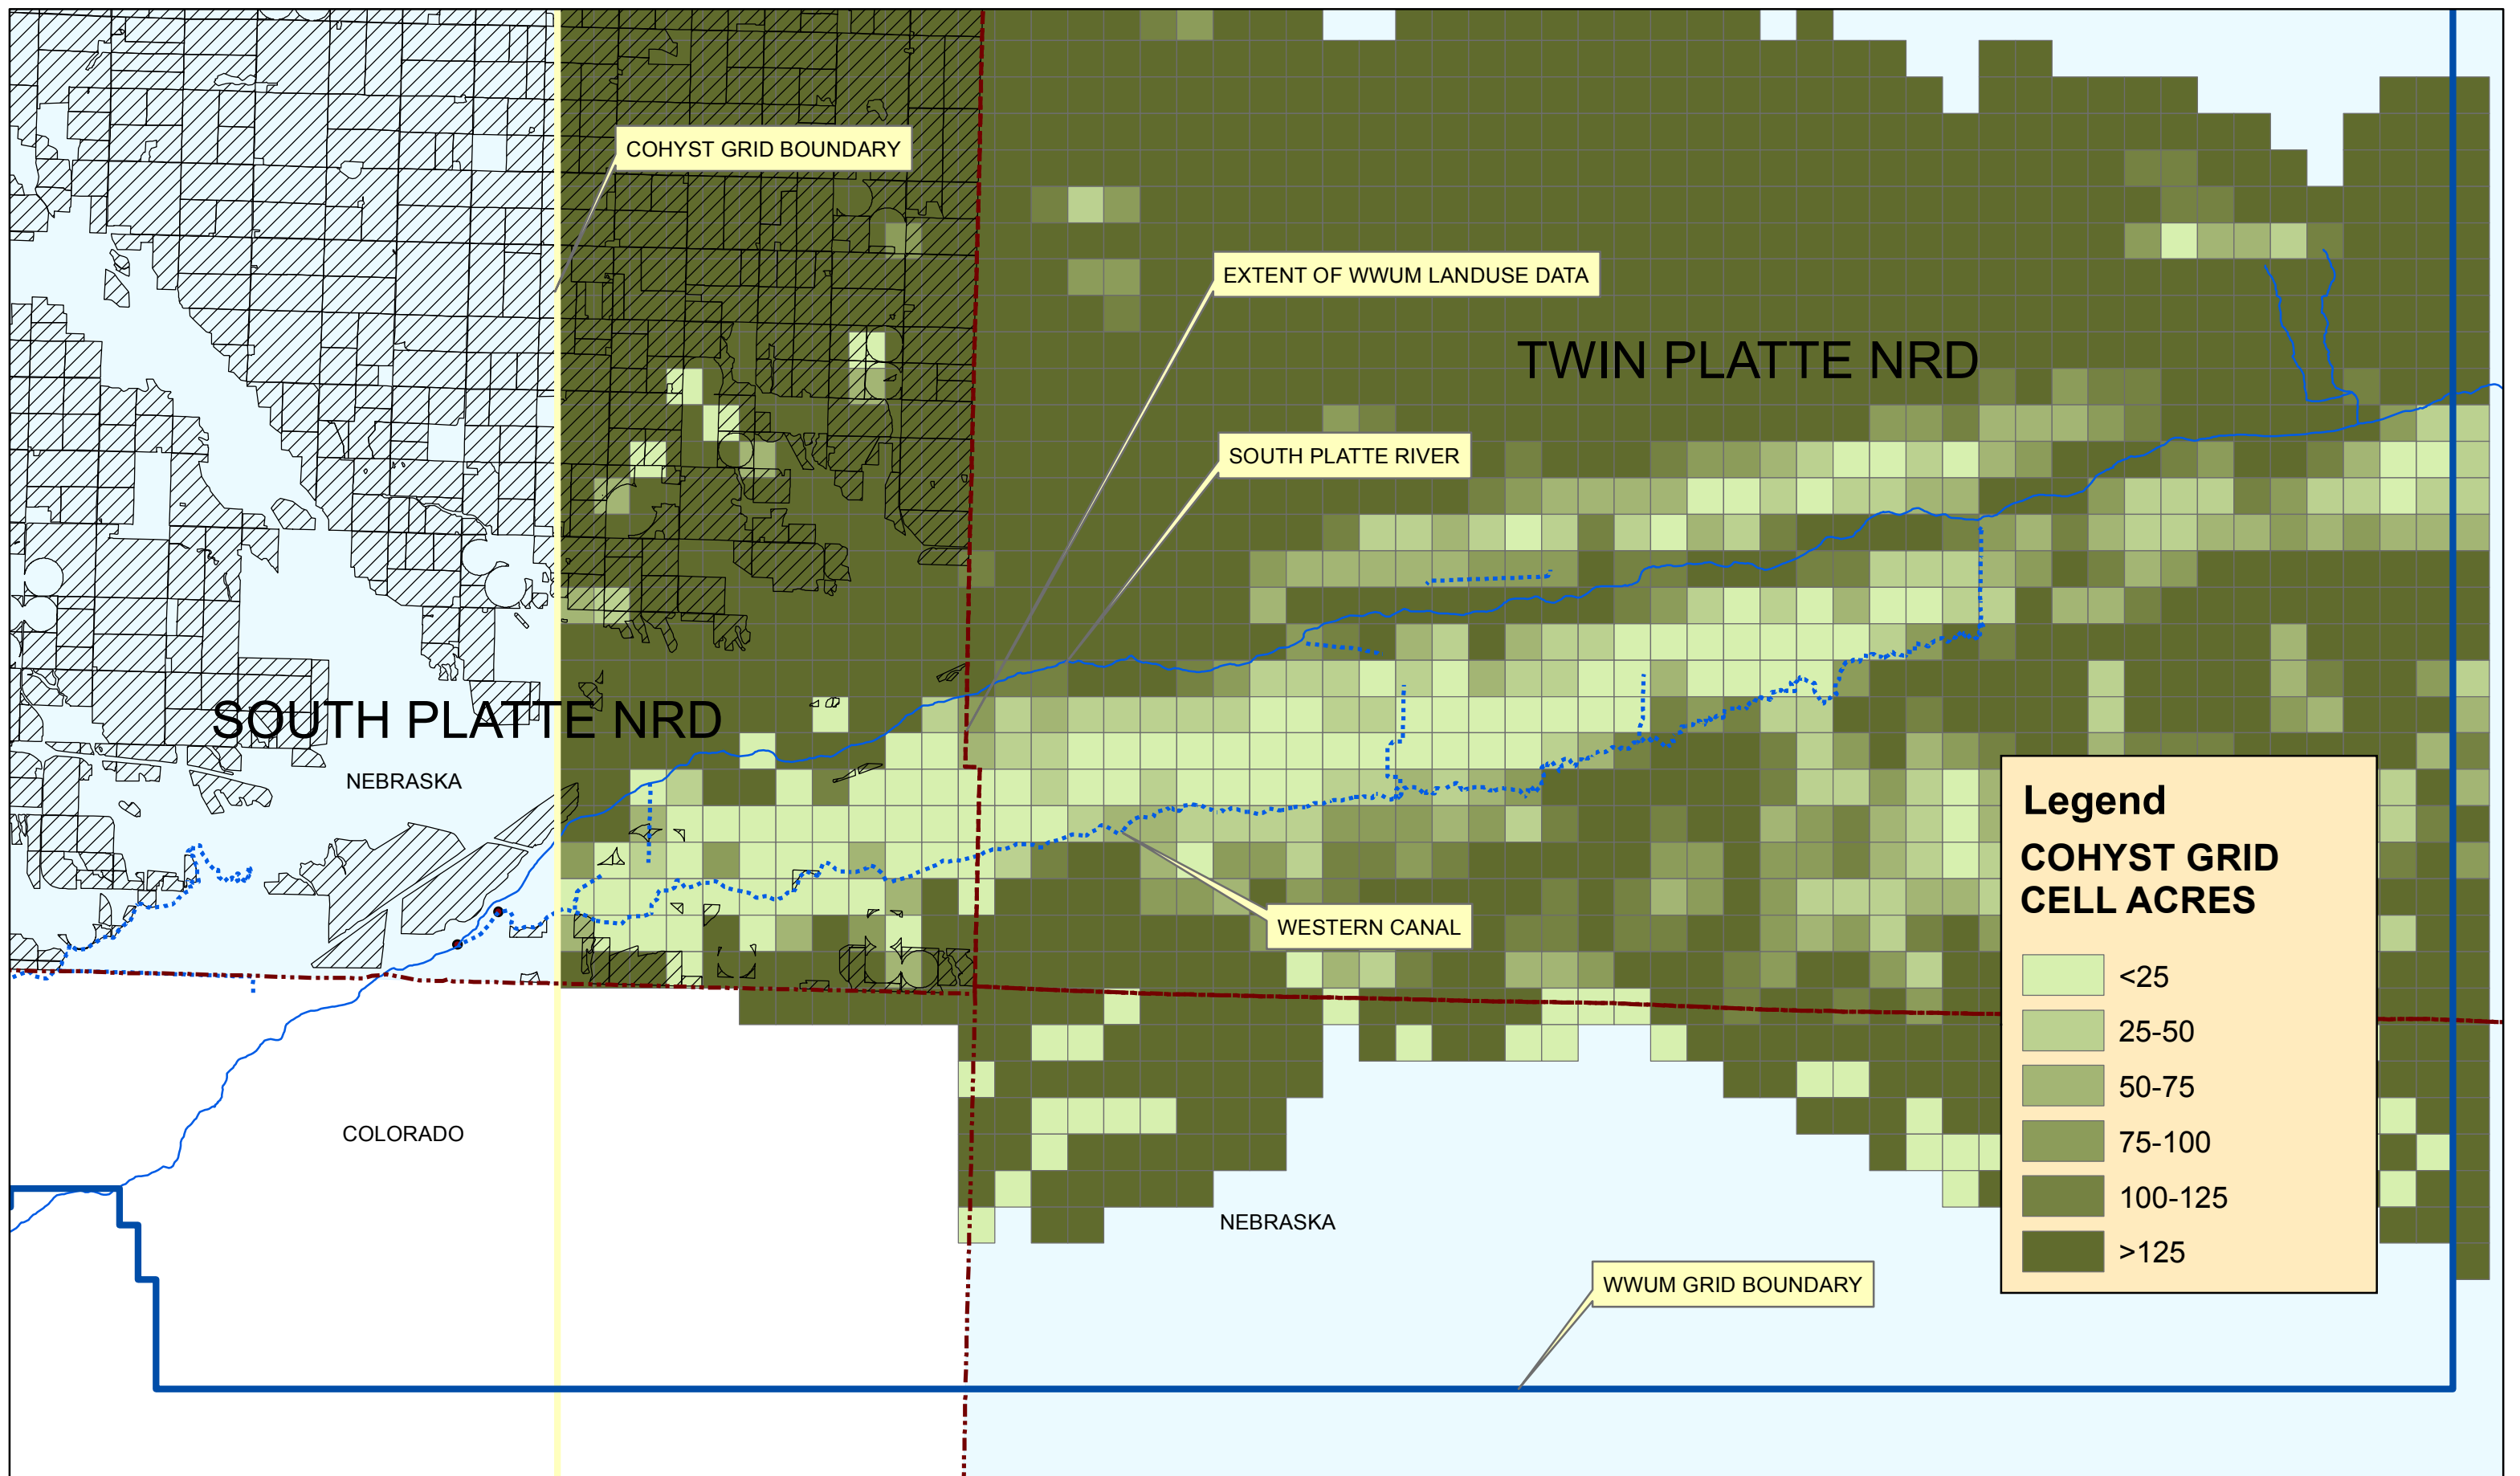 COHYST GRID BOUNDARY
EXTENT OF WWUM LANDUSE DATA
TWIN PLATTE NRD
SOUTH PLATTE RIVER
SOUTH PLATTE NRD
NEBRASKA
WESTERN CANAL
COLORADO
NEBRASKA
WWUM GRID BOUNDARY
Legend
COHYST GRID
CELL ACRES
<25
25-50
50-75
75-100
100-125
>125